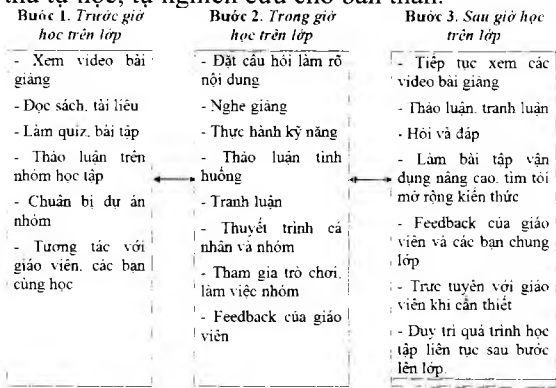 thủ tự học, tự nghiên cứu cho bản thân.
Bước 1. Trước giờ
học trên lớp
- Xem video bài
giảng
- Đọc sách, tài liệu
- Làm quiz, bài tập
- Thảo luận trên
nhóm học tập
- Chuẩn bị dự án
nhóm
- Tương tác với
giáo viên, các bạn
cùng học
Bước 2. Trong giờ
học trên lớp
- Đặt câu hỏi làm rõ
nội dung
- Nghe giảng
- Thực hành kỹ năng
- Thảo luận tình
huống
- Tranh luận
- Thuyết trình cá
nhân và nhóm
- Tham gia trò chơi,
làm việc nhóm
- Feedback của giáo
viên
Bước 3. Sau giờ học
trên lớp
- Tiếp tục xem các
video bài giảng
- Thảo luận, tranh luận
- Hỏi và đáp
- Làm bài tập vận
dụng nâng cao, tìm tòi
mở rộng kiến thức
- Feedback của giáo
viên và các bạn chung
lớp
- Trực tuyến với giáo
viên khi cần thiết
- Duy trì quá trình học
tập liên tục sau bước
lên lớp.